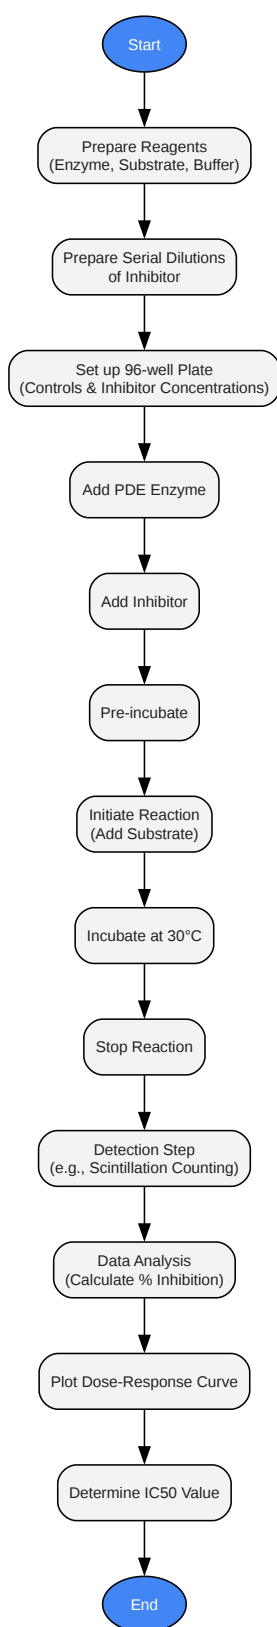 Start
Prepare Reagents
(Enzyme, Substrate, Buffer)
Prepare Serial Dilutions
of Inhibitor
Set up 96-well Plate
(Controls & Inhibitor Concentrations)
Add PDE Enzyme
Add Inhibitor
Pre-incubate
Initiate Reaction
(Add Substrate)
Incubate at 30°C
Stop Reaction
Detection Step
(e.g., Scintillation Counting)
Data Analysis
(Calculate % Inhibition)
Plot Dose-Response Curve
Determine IC50 Value
End